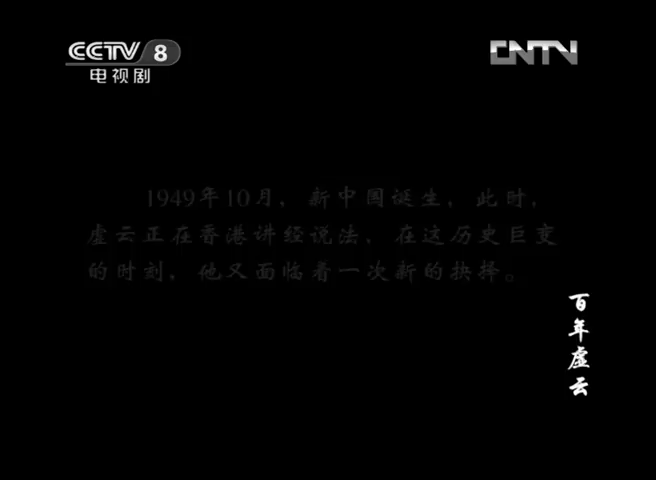 CCTV 8
电视剧
CNTV
1949年10月，新中国诞生，此时，
虚云正在香港讲经说法，在这历史巨变
的时刻，他又面临着一次新的抉择。
百年虚云